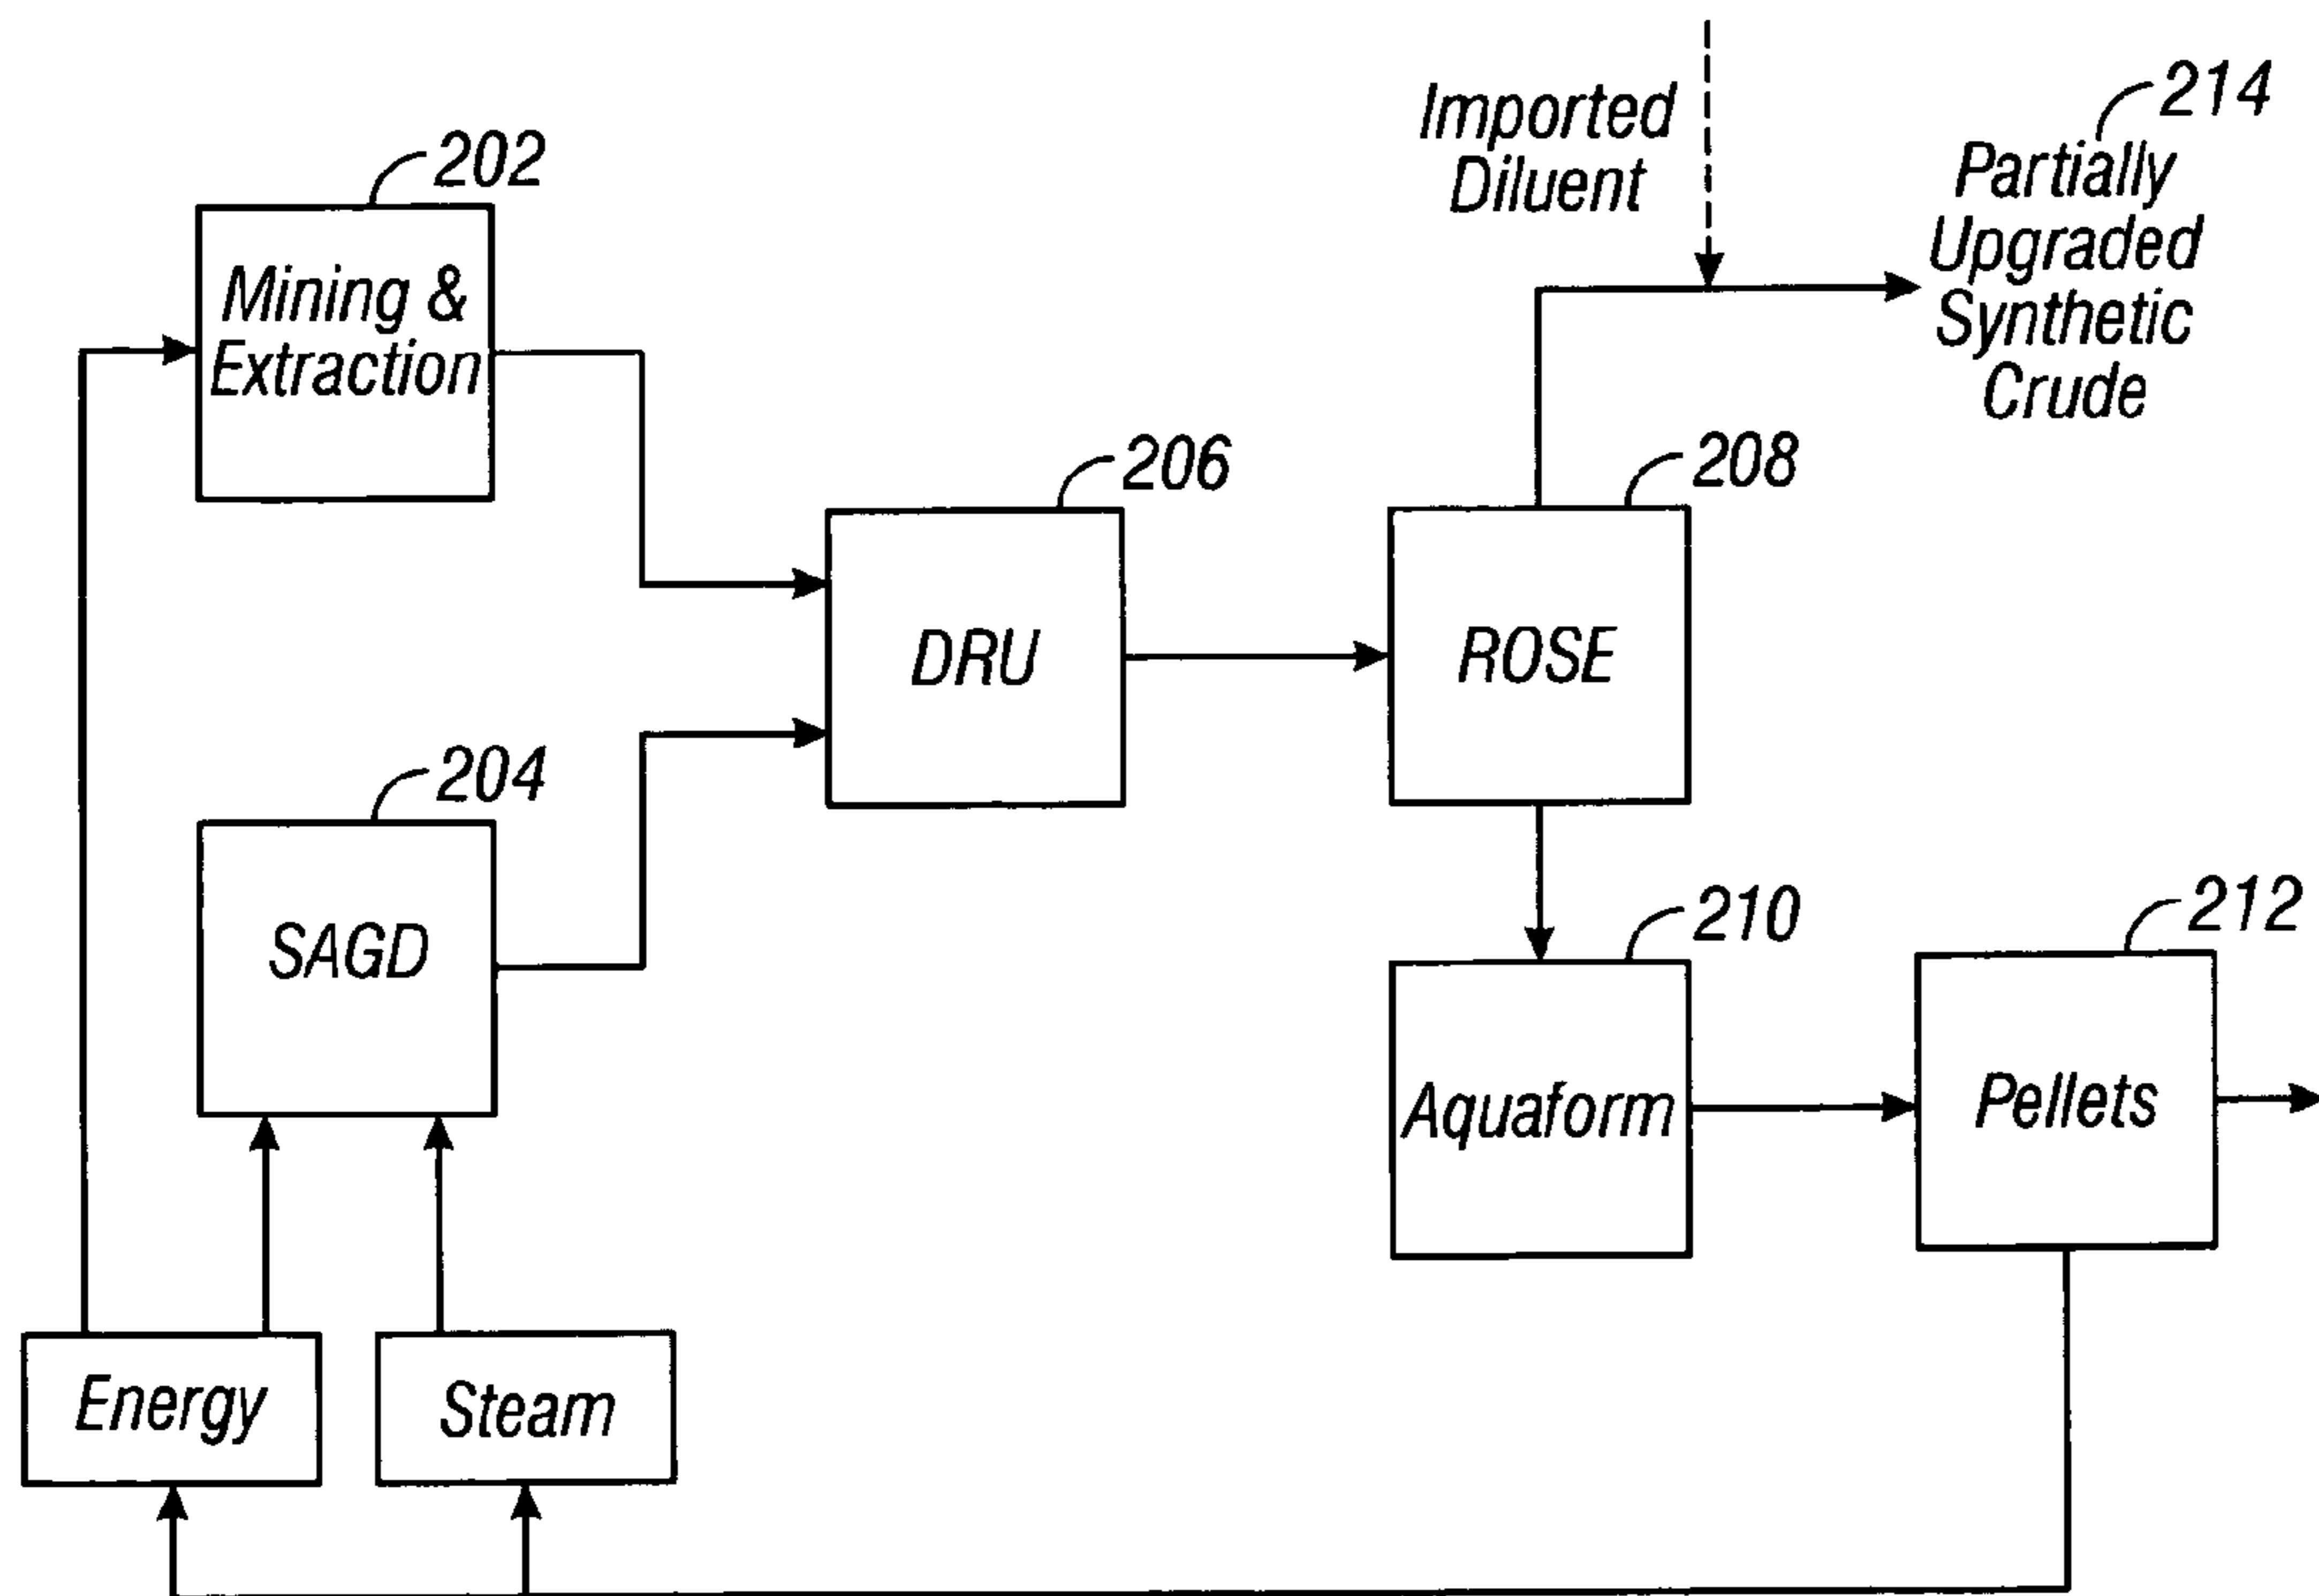 Imported
Diluent
214
Partially
Upgraded
Synthetic
Crude
202
Mining &
Extraction
206
DRU
208
ROSE
204
SAGD
210
Aquaform
212
Pellets
Energy
Steam